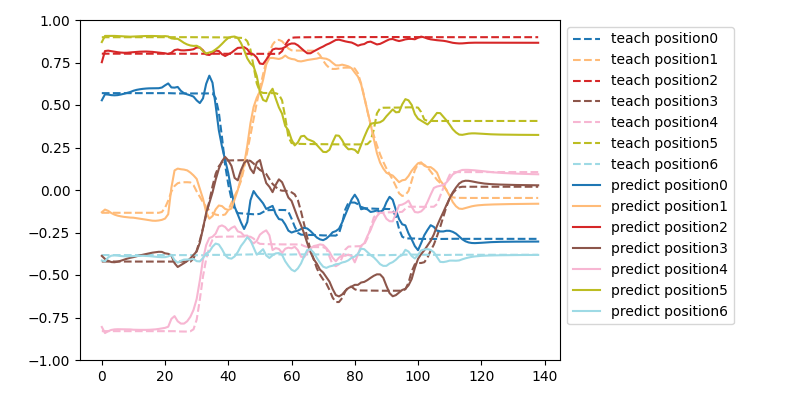 1.00
0.75
0.50
0.25
0.00
−0.25
−0.50
−0.75
−1.00
0 20 40 60 80 100 120 140
teach position0
teach position1
teach position2
teach position3
teach position4
teach position5
teach position6
predict position0
predict position1
predict position2
predict position3
predict position4
predict position5
predict position6